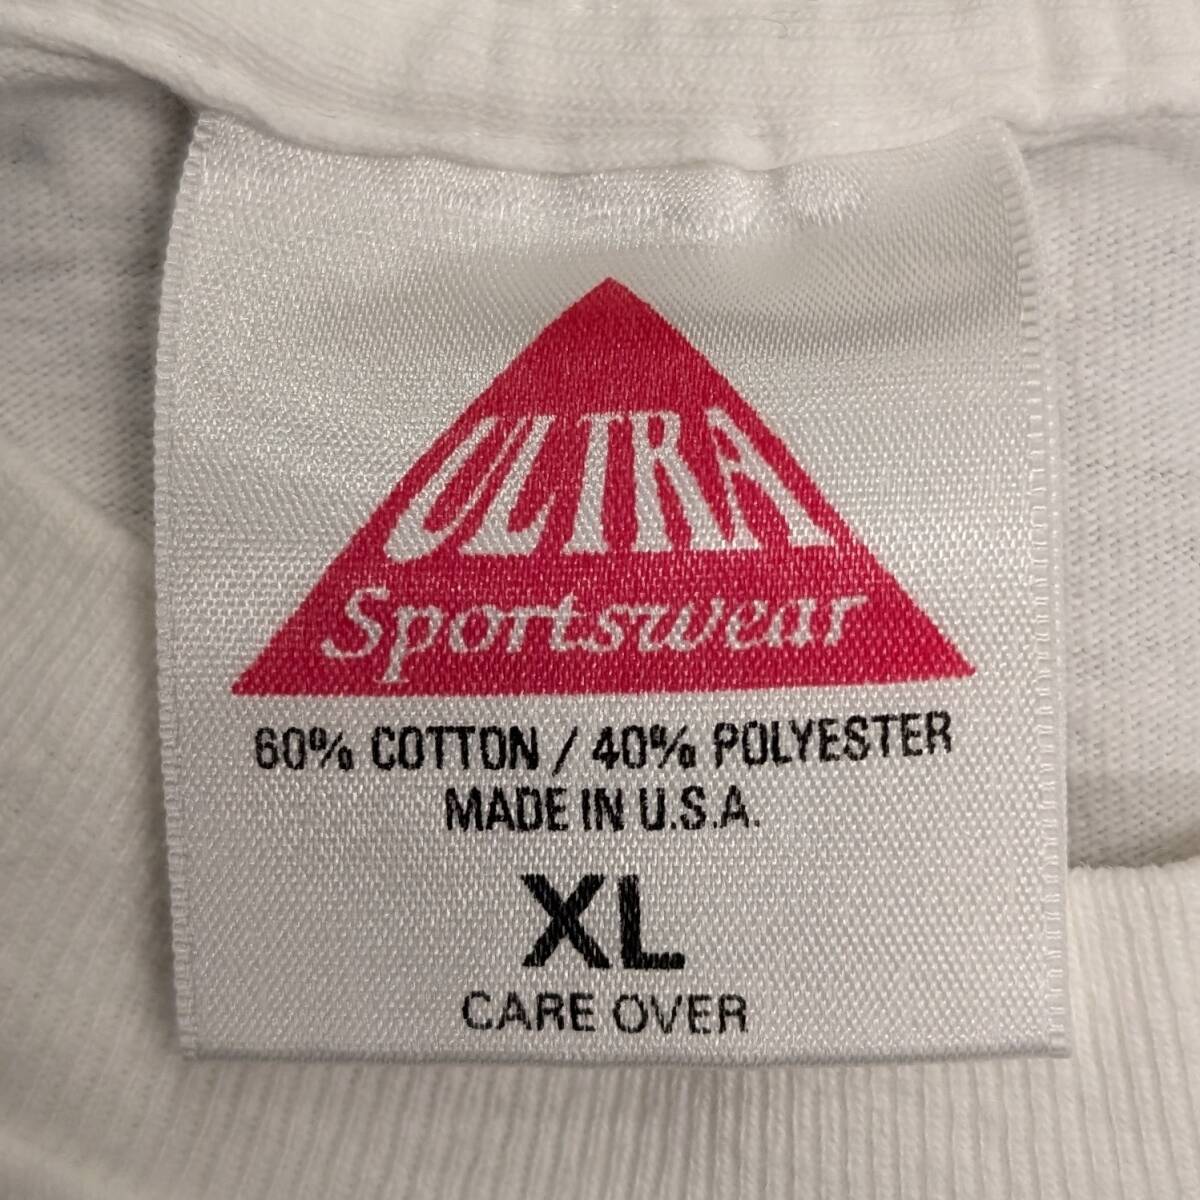 ULTRA
Sportswear
60% COTTON / 40% POLYESTER
MADE IN U.S.A.
XL
CARE OVER